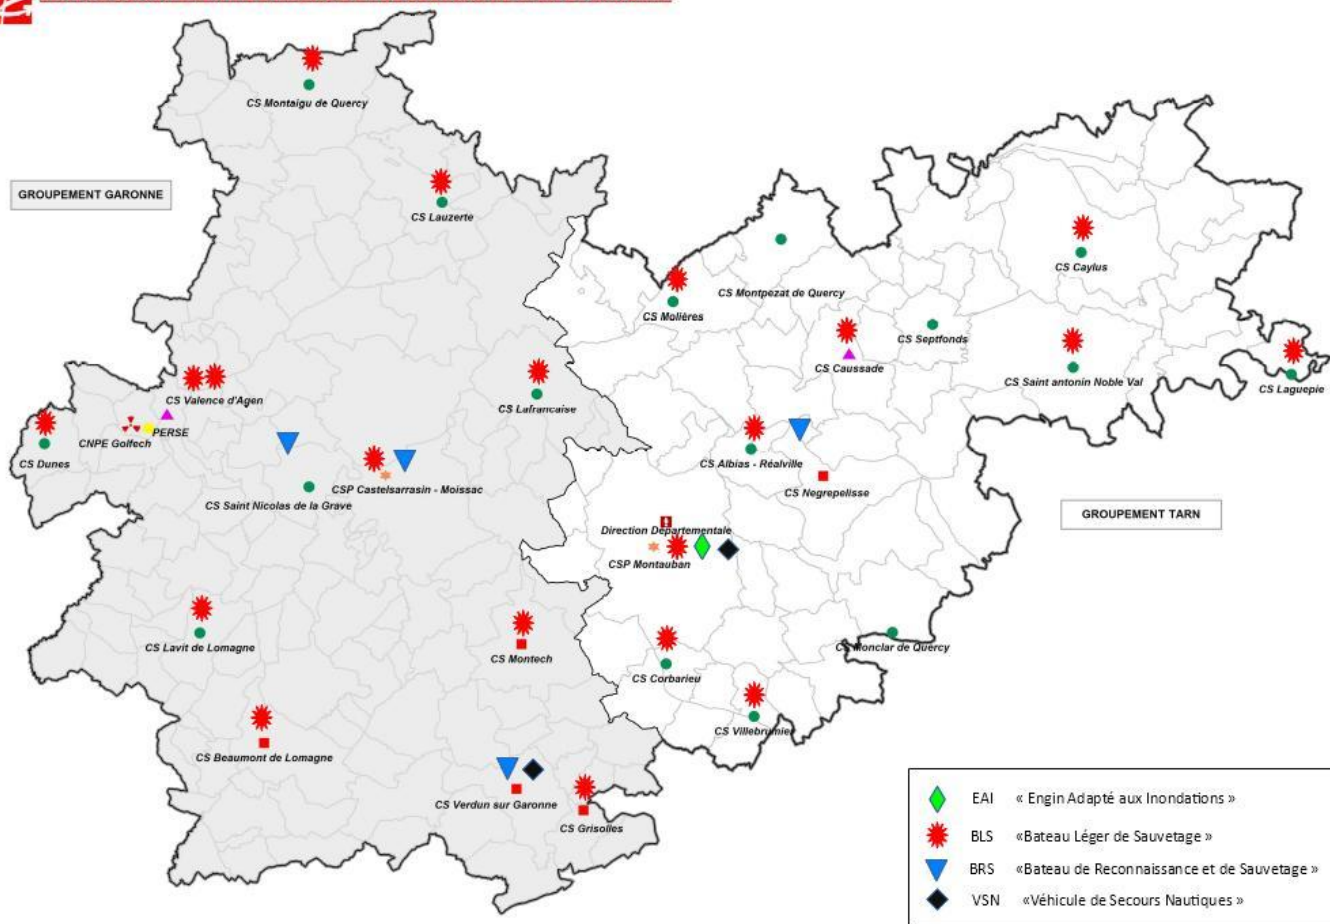 CS Montaigu de Quercy
GROUPEMENT GARONNE
CS Lauzerte
CS Caylus
CS Montpezat de Quercy
CS Molières
CS Septfonds
CS Caussade
CS Saint antonin Noble Val
CS Laguepie
CS Valence d'Agen
CS Lafrancaise
PERSE
CNPE Golfech
CS Dunes
CS Albias - Réalville
CSP Castelsarrasin - Moissac
CS Negrepelisse
CS Saint Nicolas de la Grave
GROUPEMENT TARN
Direction Départementale
CSP Montauban
CS Lavit de Lomagne
CS Montech
CS Monclar de Quercy
CS Corbarieu
CS Villebrumier
CS Beaumont de Lomagne
CS Verdun sur Garonne
CS Grisolles
EAI « Engin Adapté aux Inondations »
BLS «Bateau Léger de Sauvetage »
BRS «Bateau de Reconnaissance et de Sauvetage »
VSN «Véhicule de Secours Nautiques »